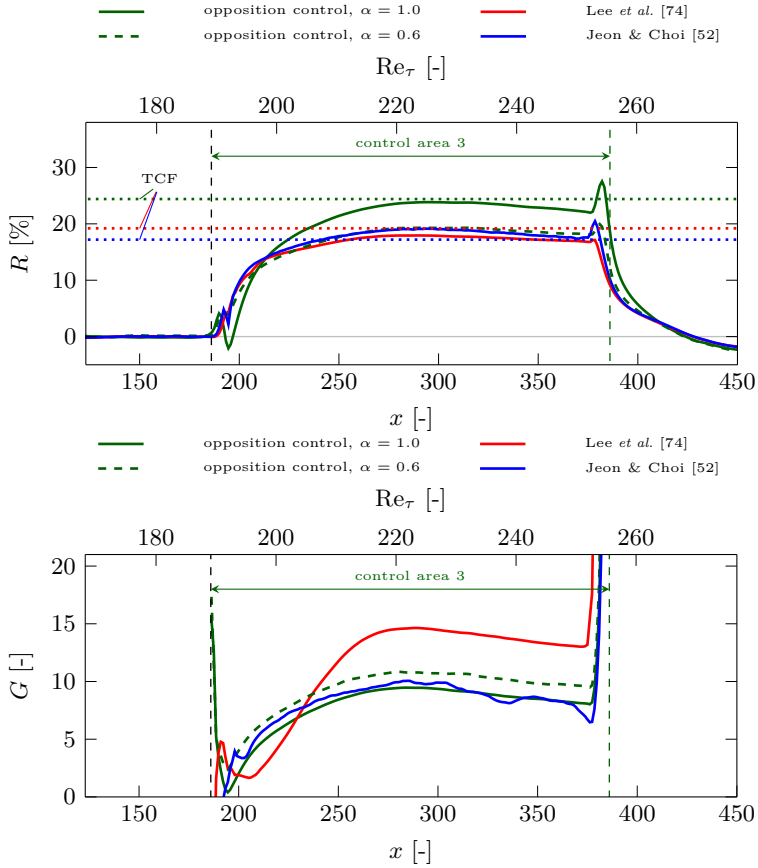 opposition control, α = 1.0 Lee et al. [74]
opposition control, α = 0.6 Jeon & Choi [52]
Reτ [-]
180 200 220 240 260
control area 3
TCF
30
20
10
0
R [%]
150 200 250 300 350 400 450
x [-]
opposition control, α = 1.0 Lee et al. [74]
opposition control, α = 0.6 Jeon & Choi [52]
Reτ [-]
180 200 220 240 260
control area 3
20
15
10
5
0
G [-]
150 200 250 300 350 400 450
x [-]